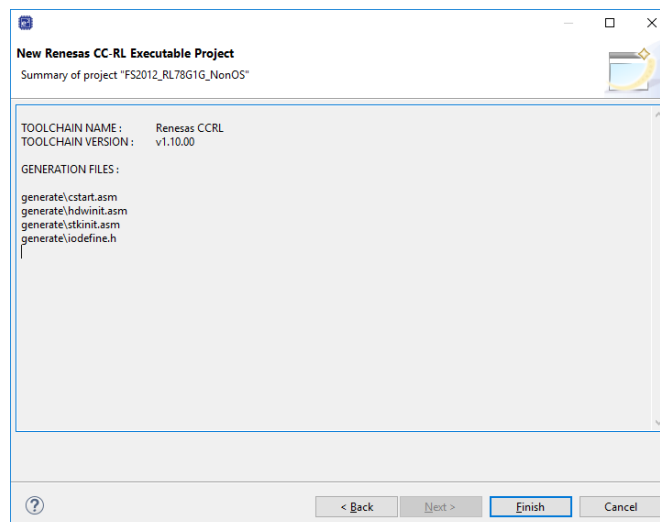 New Renesas CC-RL Executable Project
Summary of project "FS2012_RL78G1G_NonOS"
TOOLCHAIN NAME : Renesas CCRL
TOOLCHAIN VERSION : v1.10.00
GENERATION FILES :
generate\cstart.asm
generate\hdwinit.asm
generate\stkinit.asm
generate\iodefine.h
? < Back Next > Finish Cancel